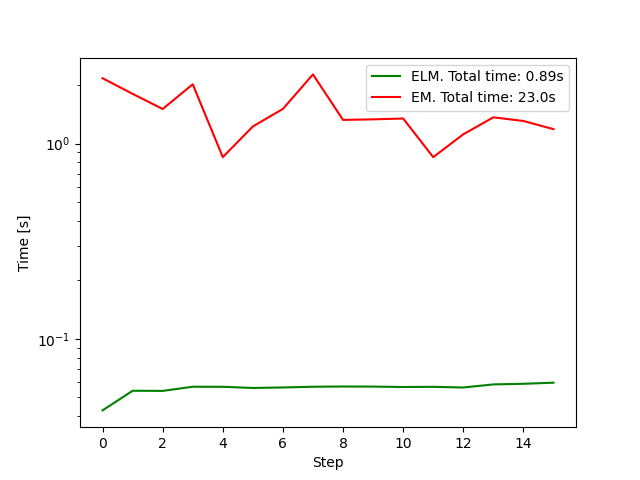 ELM. Total time: 0.89s
EM. Total time: 23.0s
10⁰
10⁻¹
Time [s]
0 2 4 6 8 10 12 14
Step